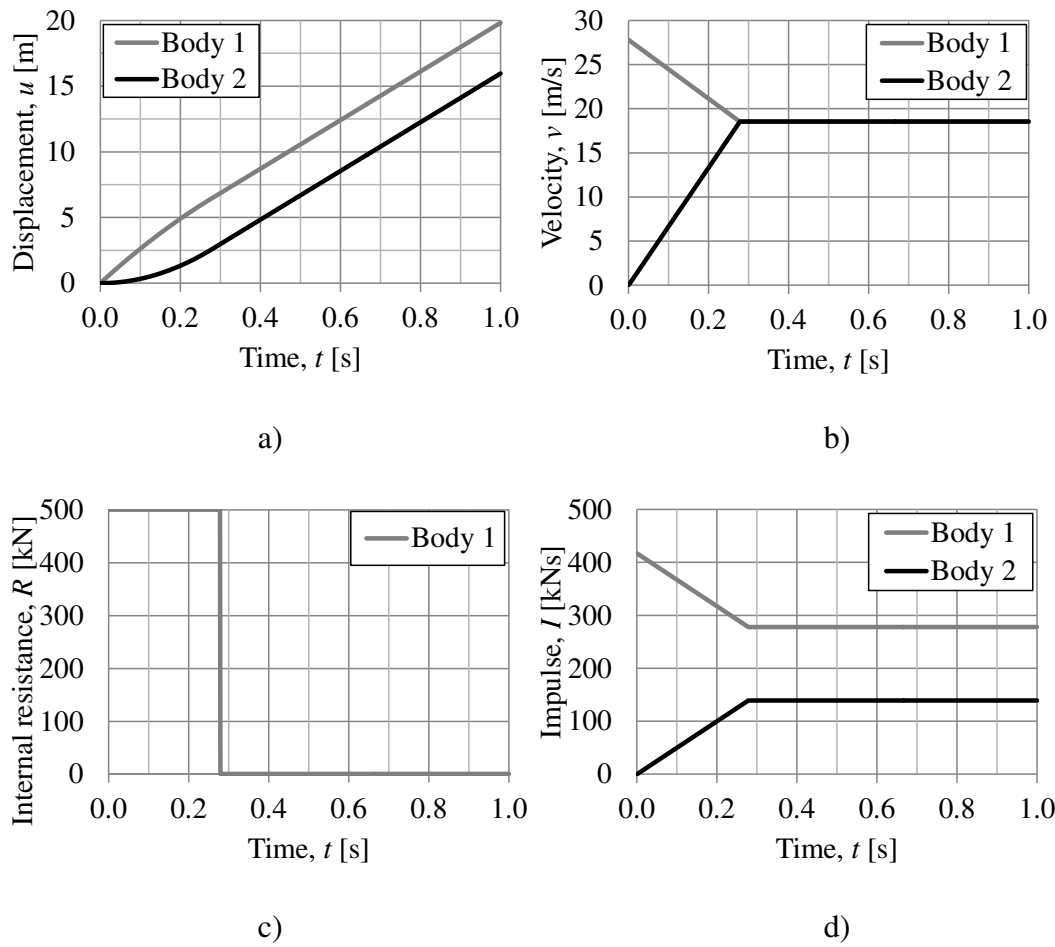 Displacement, u [m]
20
15
10
5
0
Body 1
Body 2
0.0 0.2 0.4 0.6 0.8 1.0
Time, t [s]
a)
Velocity, v [m/s]
30
25
20
15
10
5
0
Body 1
Body 2
0.0 0.2 0.4 0.6 0.8 1.0
Time, t [s]
b)
Internal resistance, R [kN]
500
400
300
200
100
0
Body 1
0.0 0.2 0.4 0.6 0.8 1.0
Time, t [s]
c)
Impulse, I [kNs]
500
400
300
200
100
0
Body 1
Body 2
0.0 0.2 0.4 0.6 0.8 1.0
Time, t [s]
d)